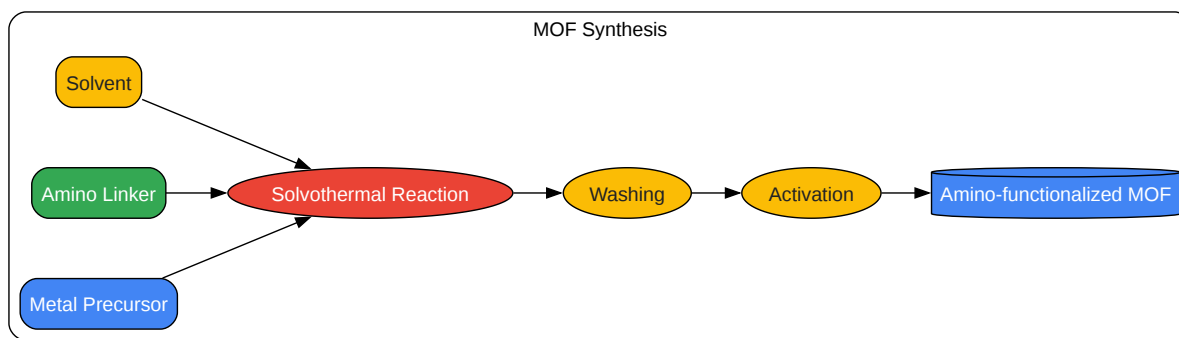 MOF Synthesis
Solvent
Amino Linker
Solvothermal Reaction
Washing
Activation
Amino-functionalized MOF
Metal Precursor